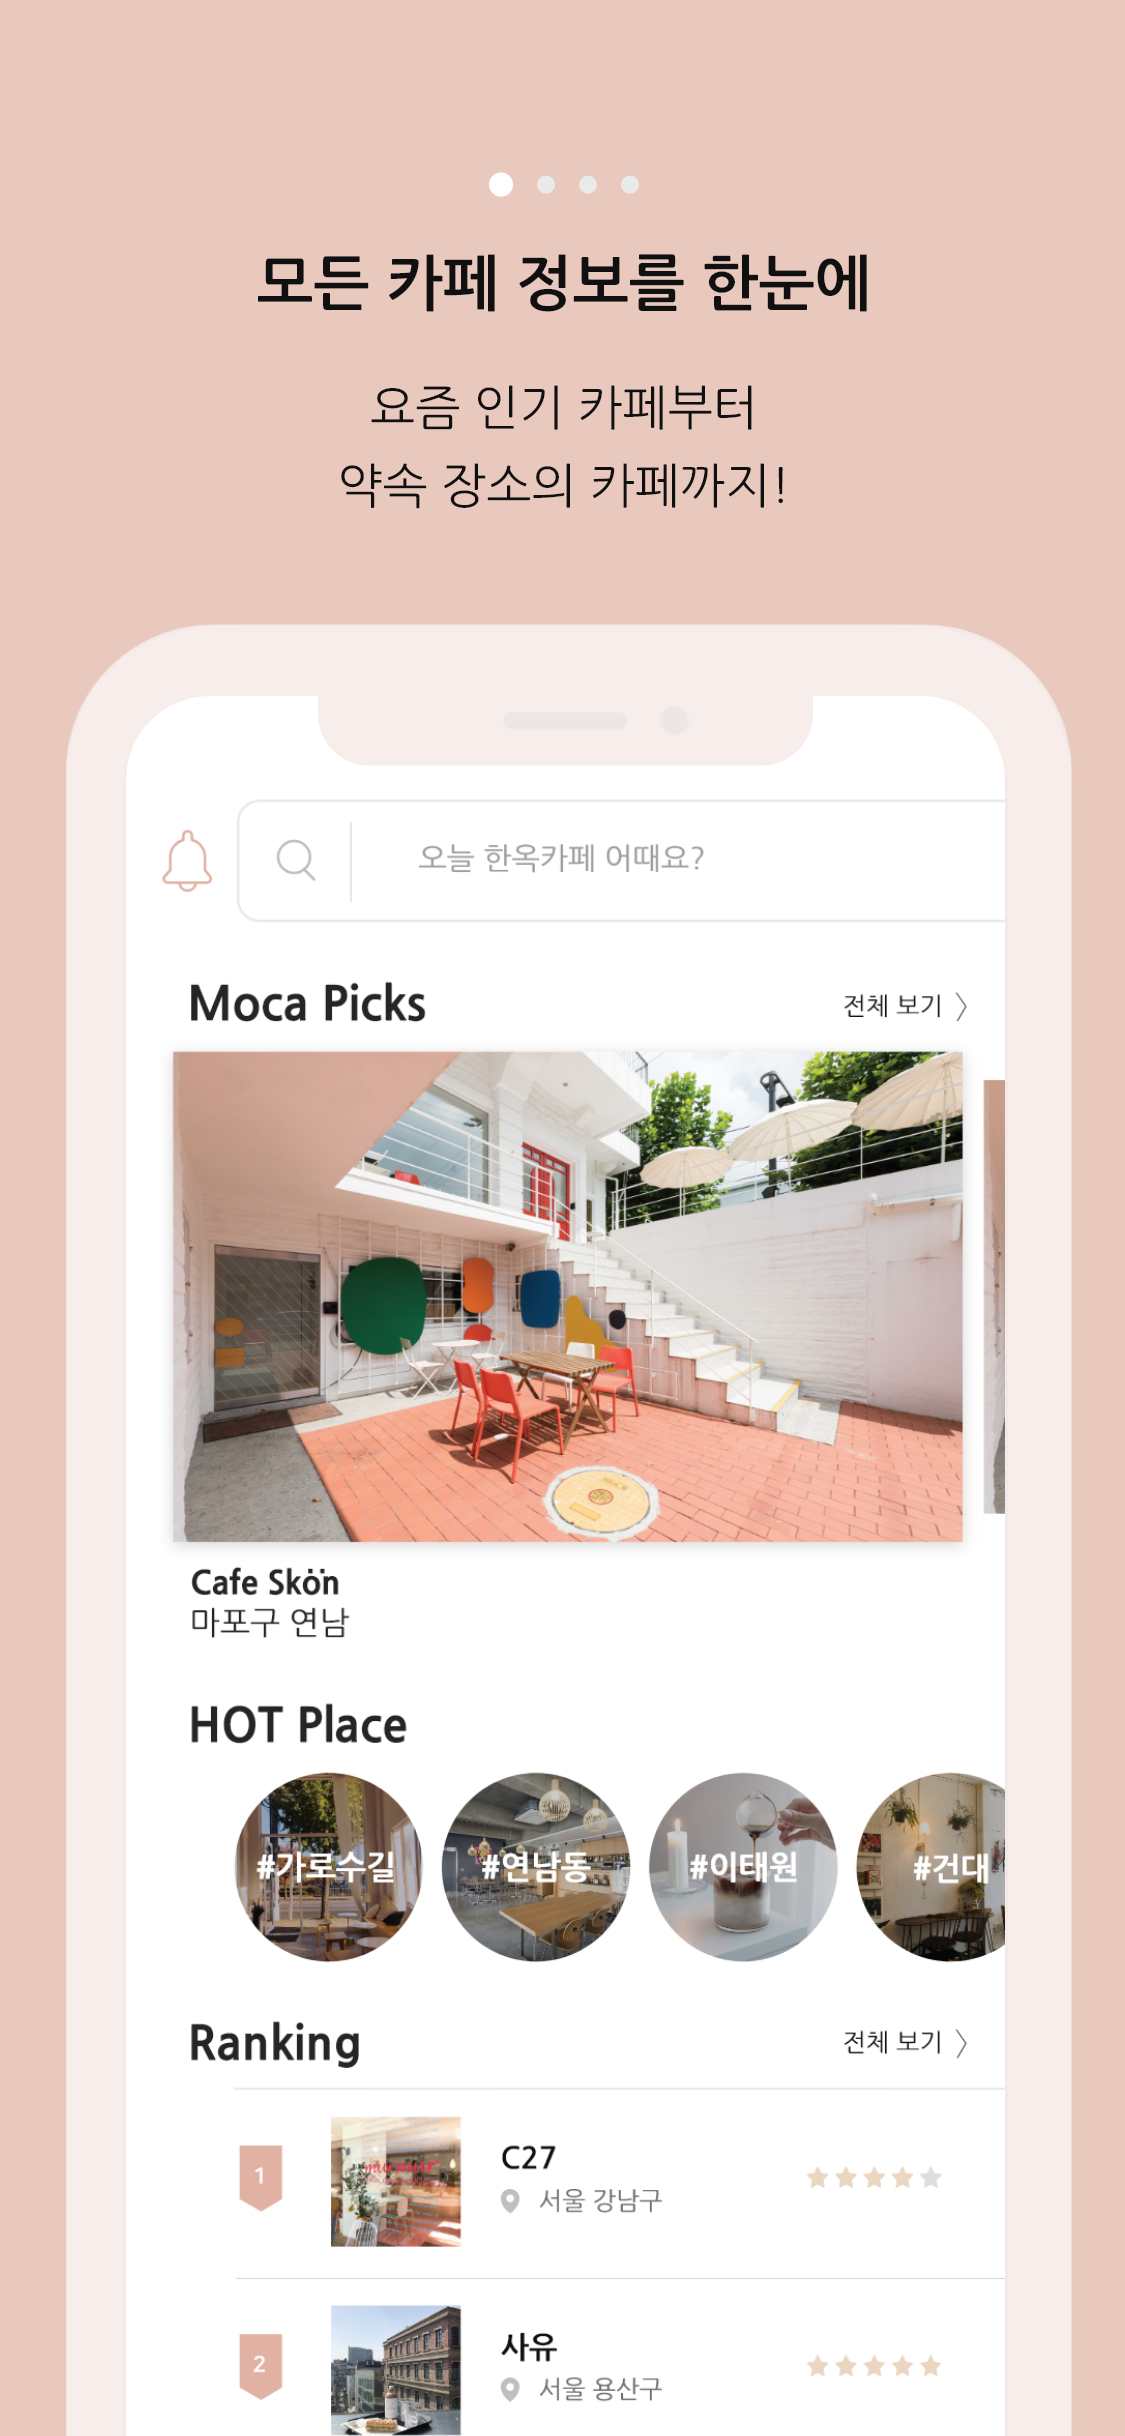 모든 카페 정보를 한눈에
요즘 인기 카페부터
약속 장소의 카페까지!
오늘 한옥카페 어때요?
Moca Picks
전체 보기
Cafe Skön
마포구 연남
HOT Place
#가로수길
#연남동
#이태원
#건대
Ranking
전체 보기
1
C27
서울 강남구
2
사유
서울 용산구